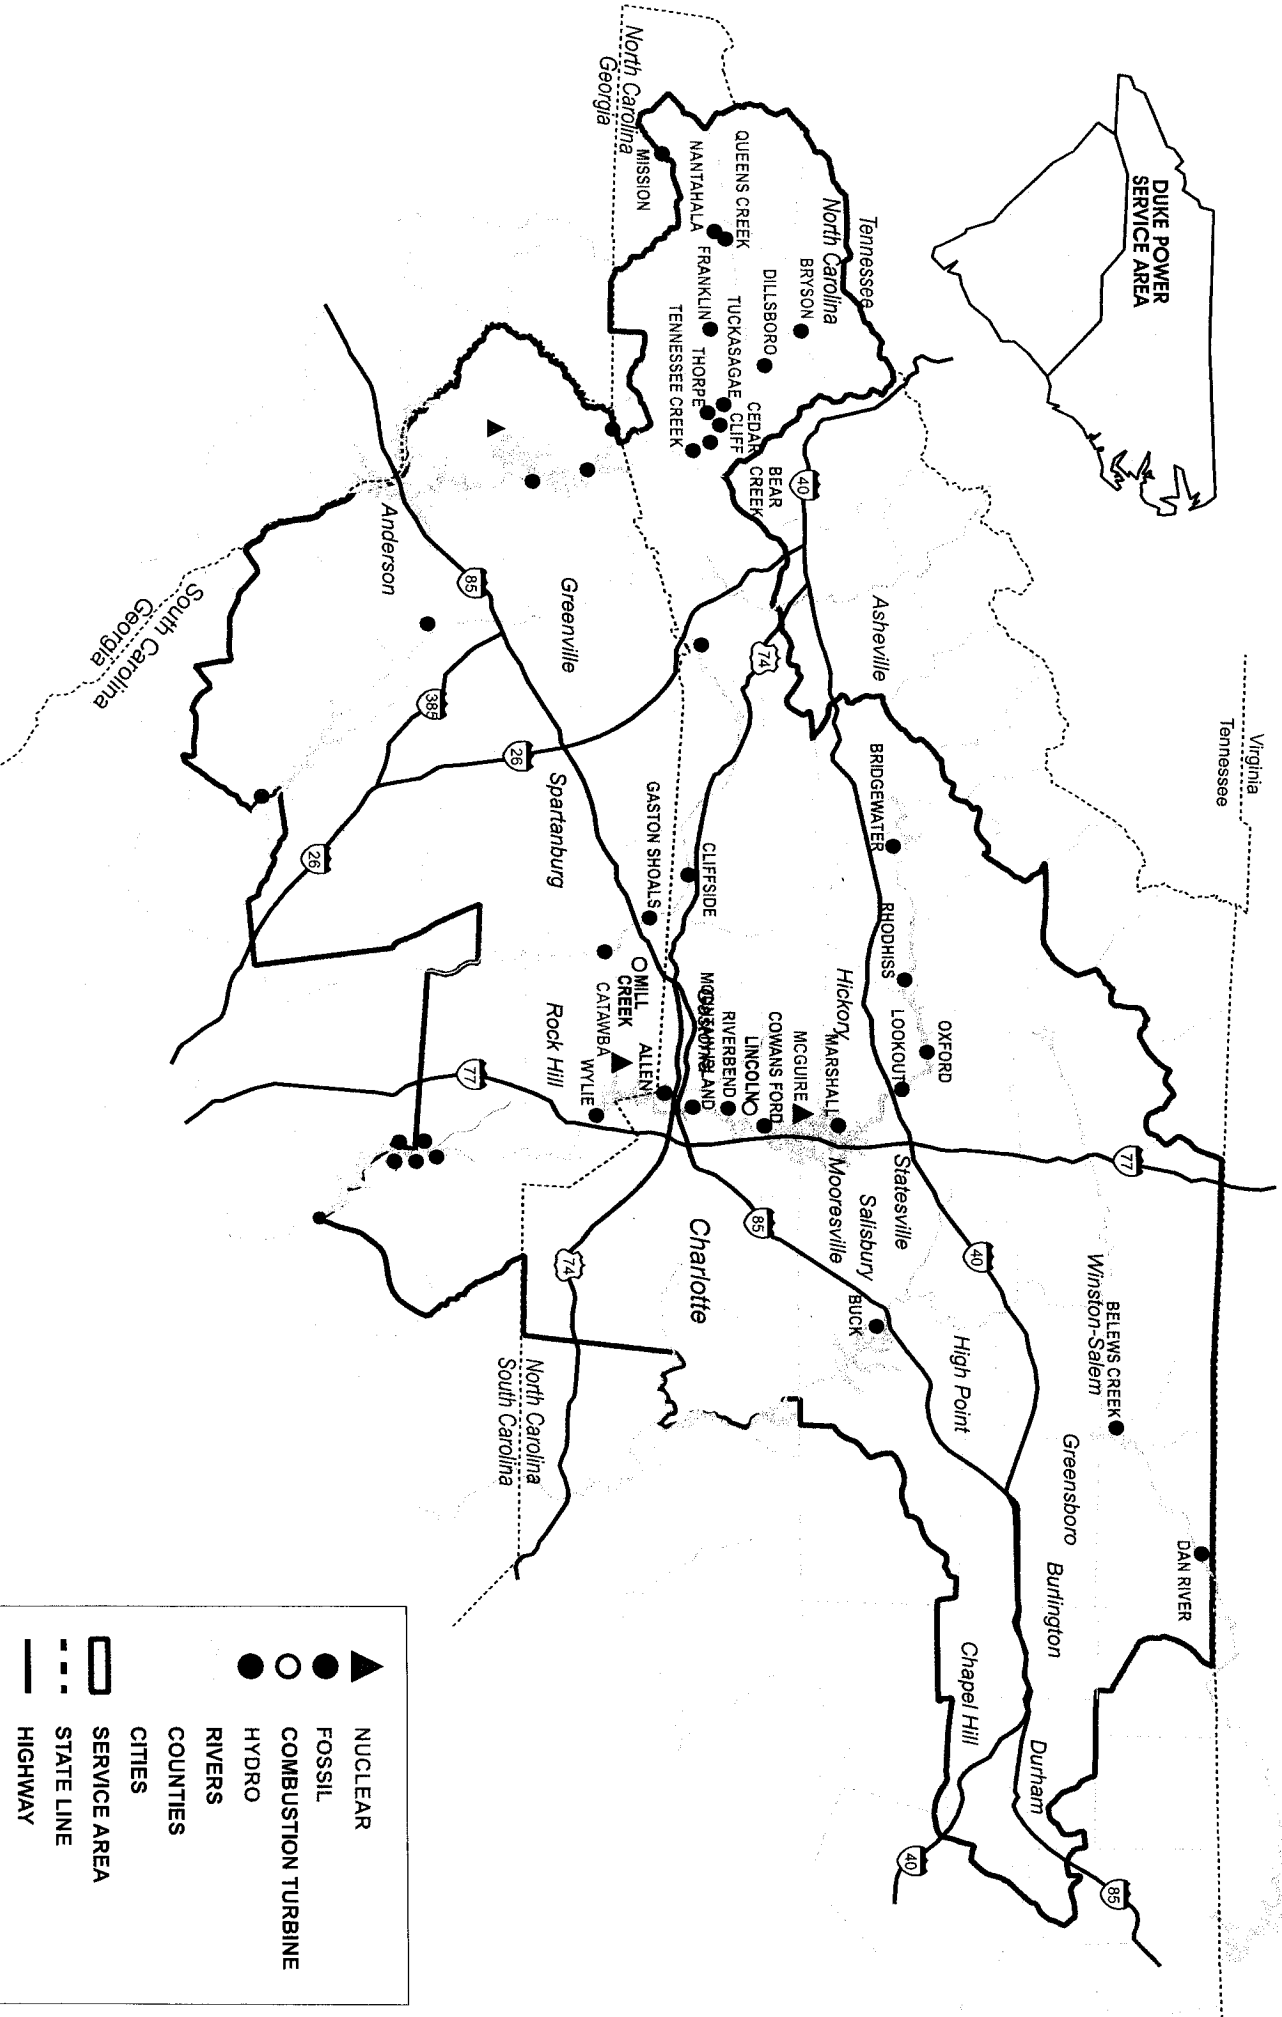 DUKE POWER
SERVICE AREA
Virginia
Tennessee
Tennessee
North Carolina
North Carolina
Georgia
MISSION
QUEENS CREEK
NANTAHALA
FRANKLIN
BRYSON
DILLSBORO
TUCKASAGAE
THORPE
TENNESSEE CREEK
CEDAR
CLIFF
BEAR
CREEK
40
Asheville
74
BRIDGEWATER
RHODHISS
OXFORD
LOOKOUT
Hickory
MARSHALL
MCGUIRE
COWANS FORD
LINCOLN
RIVERBEND
MOUNTAIN ISLAND
CLIFFSIDE
GASTON SHOALS
MILL
CREEK
CATAWBA
ALLEN
WYLIE
Rock Hill
Anderson
85
Greenville
385
26
Spartanburg
26
South Carolina
Georgia
77
77
Statesville
Mooresville
Salisbury
BUCK
40
85
Charlotte
74
North Carolina
South Carolina
Winston-Salem
BELEWS CREEK
High Point
Greensboro
DAN RIVER
Burlington
Chapel Hill
Durham
40
85
NUCLEAR
FOSSIL
COMBUSTION TURBINE
HYDRO
RIVERS
COUNTIES
CITIES
SERVICE AREA
STATE LINE
HIGHWAY